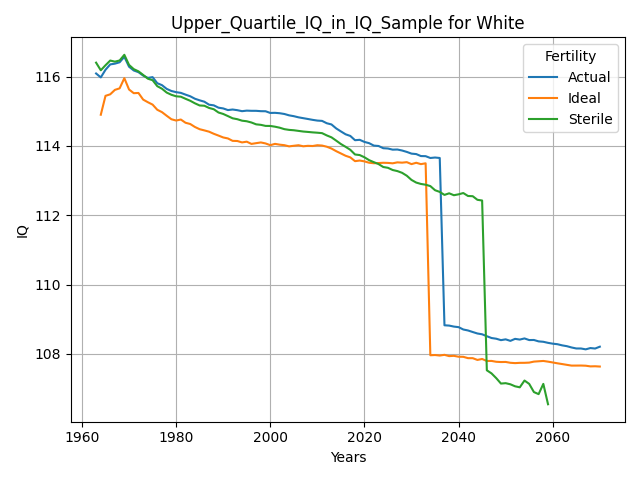 Upper_Quartile_IQ_in_IQ_Sample for White
Fertility
Actual
Ideal
Sterile
116
114
112
110
108
IQ
1960
1980
2000
2020
2040
2060
Years